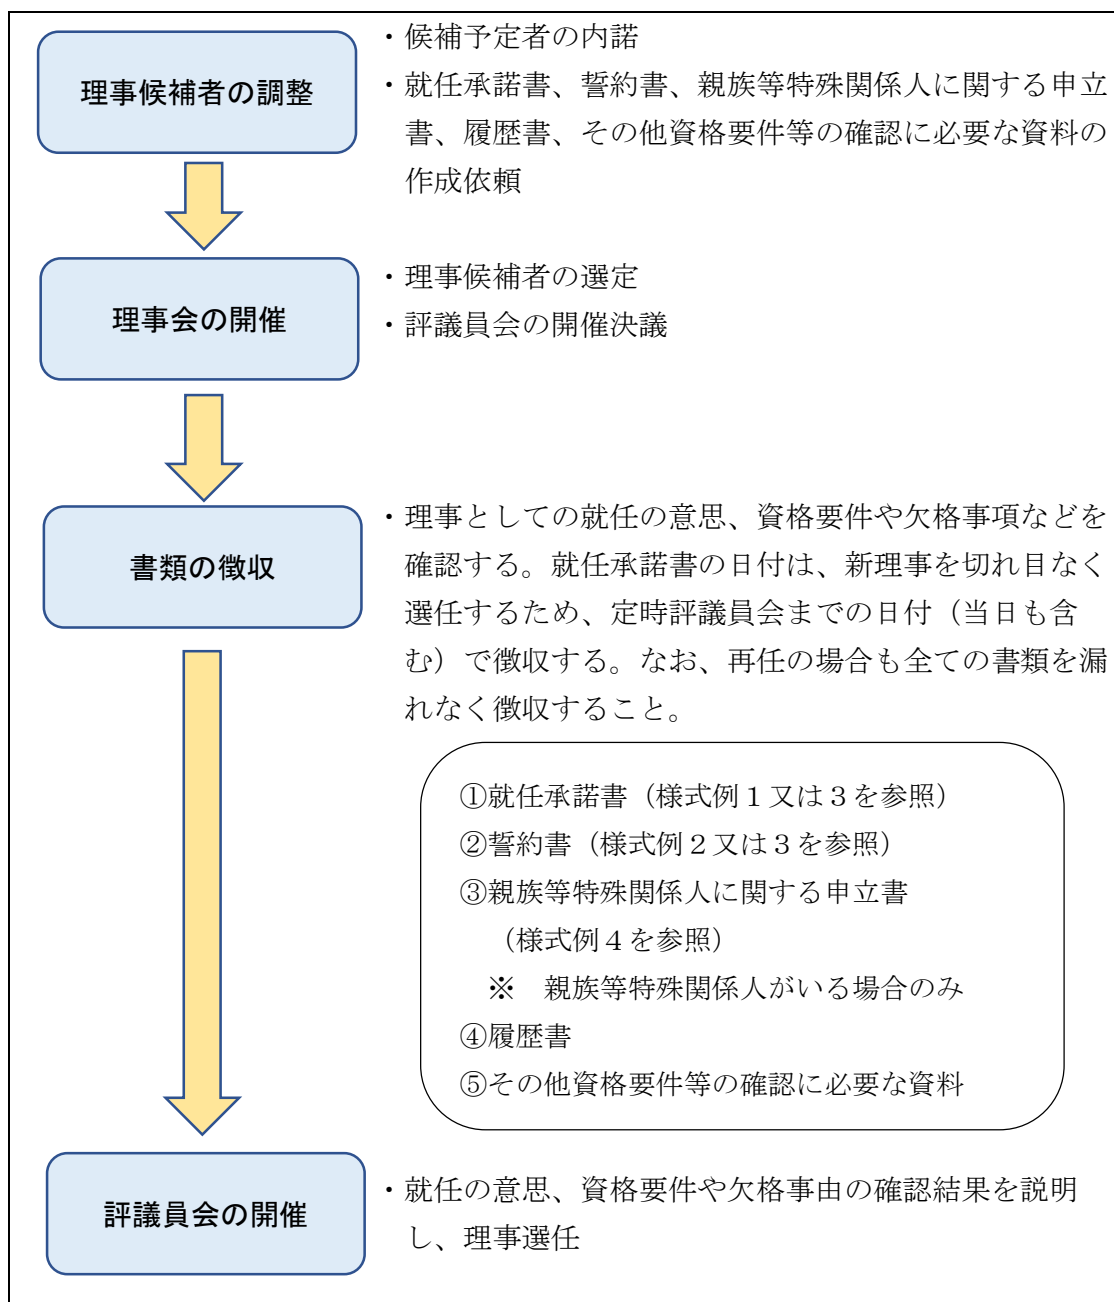 理事候補者の調整
・候補予定者の内諾
・就任承諾書、誓約書、親族等特殊関係人に関する申立
書、履歴書、その他資格要件等の確認に必要な資料の
作成依頼
理事会の開催
・理事候補者の選定
・評議員会の開催決議
書類の徴収
・理事としての就任の意思、資格要件や欠格事項などを
確認する。就任承諾書の日付は、新理事を切れ目なく
選任するため、定時評議員会までの日付（当日も含
む）で徴収する。なお、再任の場合も全ての書類を漏
れなく徴収すること。
①就任承諾書（様式例１又は３を参照）
②誓約書（様式例２又は３を参照）
③親族等特殊関係人に関する申立書
（様式例４を参照）
※　親族等特殊関係人がいる場合のみ
④履歴書
⑤その他資格要件等の確認に必要な資料
評議員会の開催
・就任の意思、資格要件や欠格事由の確認結果を説明
し、理事選任